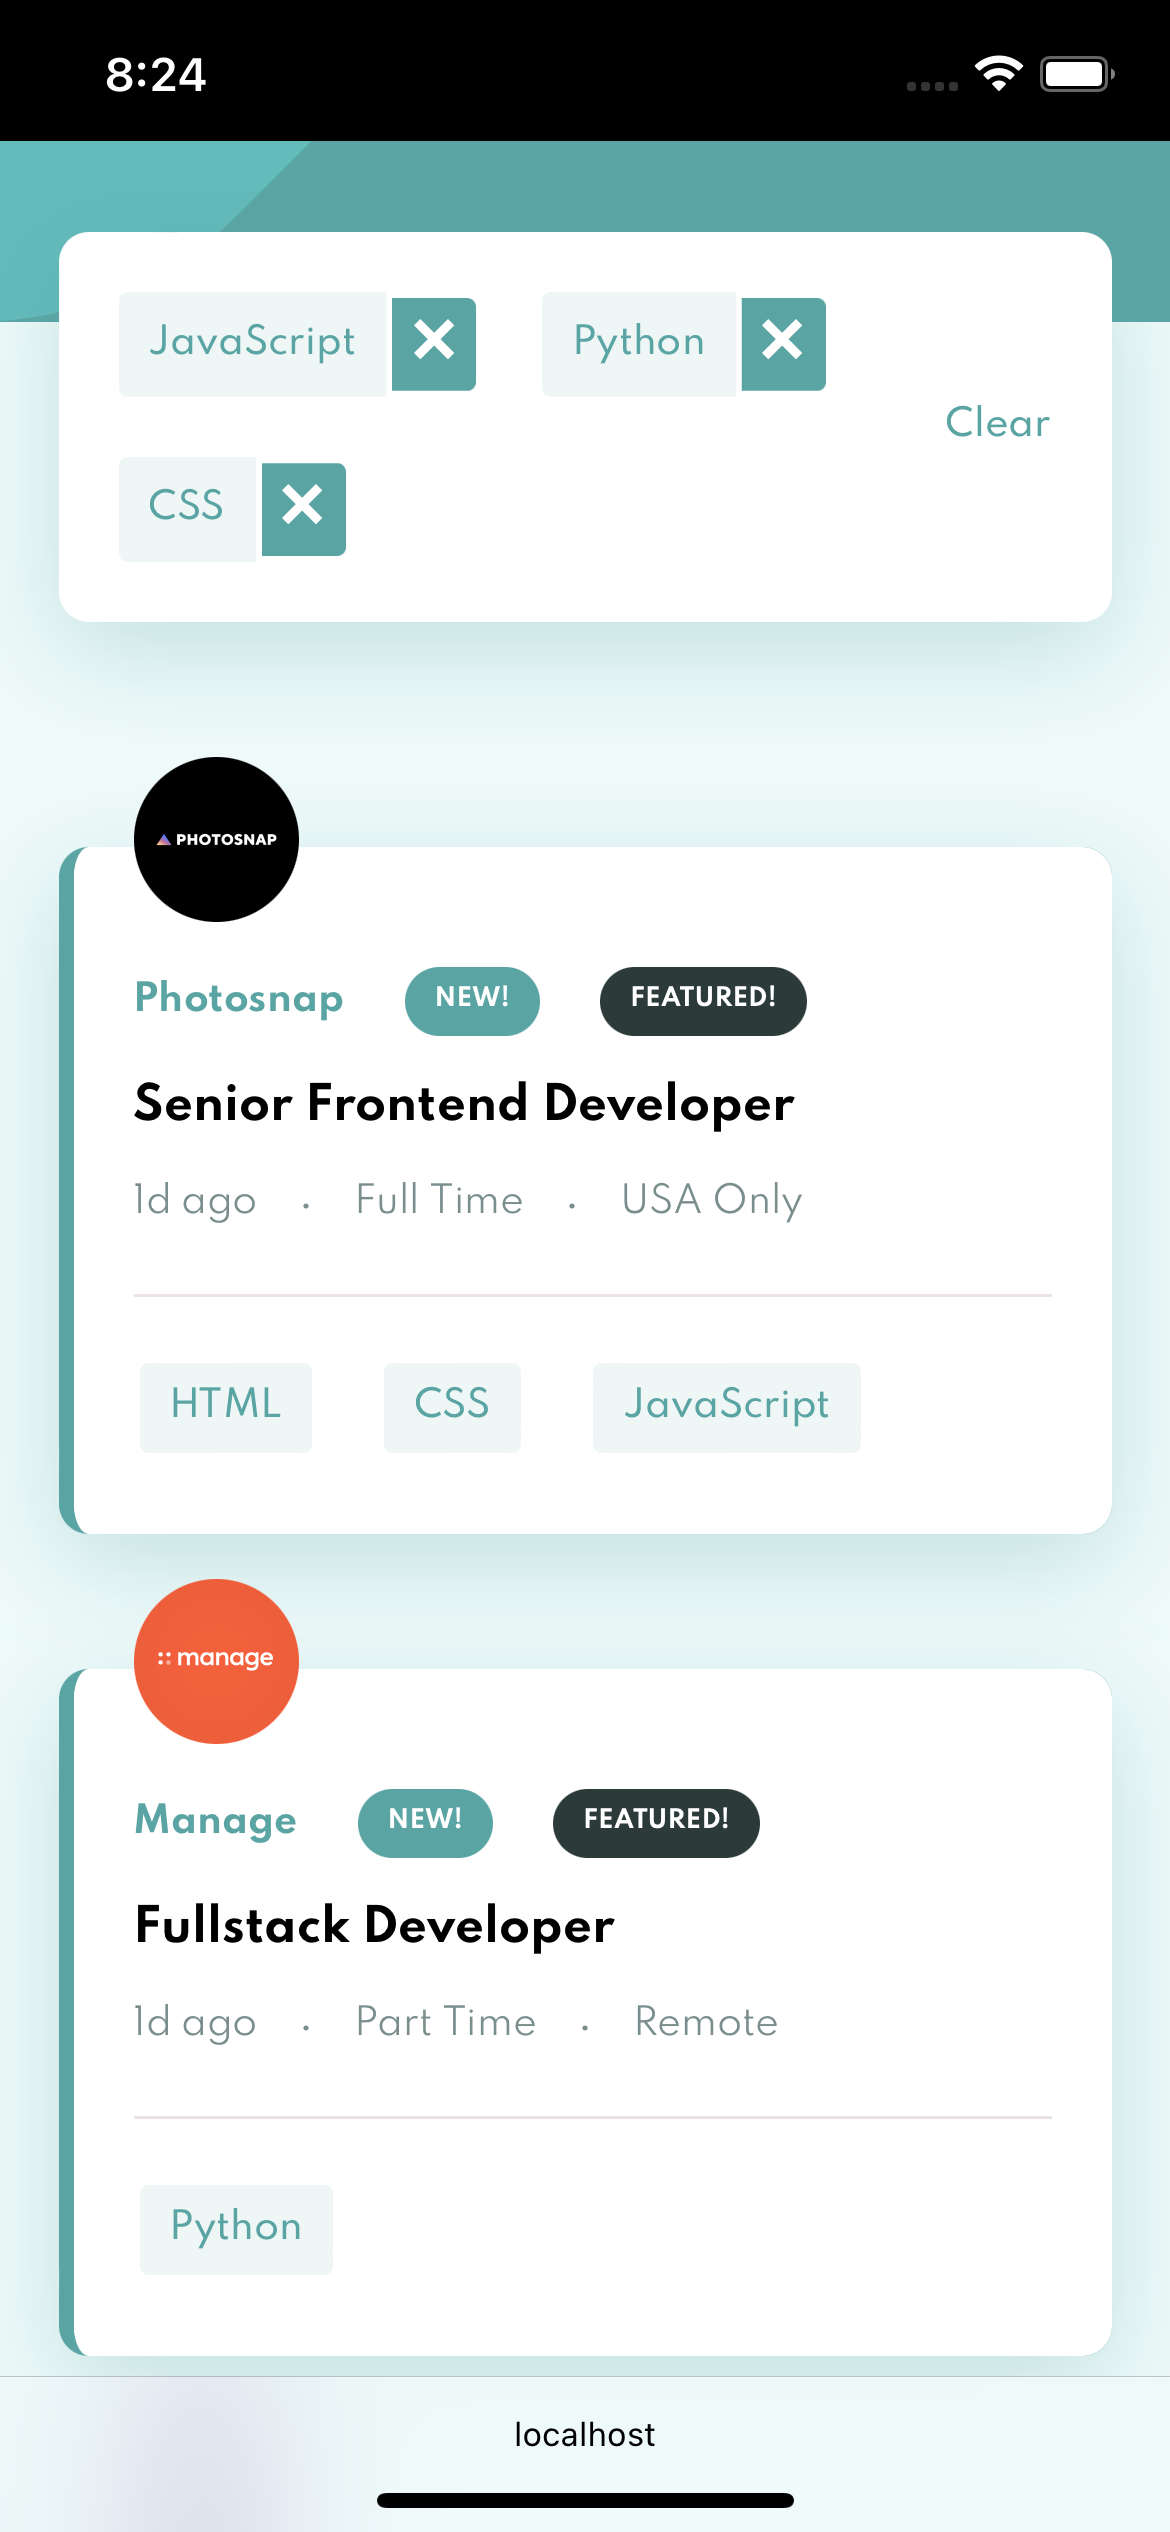 8:24
JavaScript ✕ Python ✕
Clear
CSS ✕
PHOTOSNAP
Photosnap NEW! FEATURED!
Senior Frontend Developer
1d ago · Full Time · USA Only
HTML CSS JavaScript
:: manage
Manage NEW! FEATURED!
Fullstack Developer
1d ago · Part Time · Remote
Python
localhost